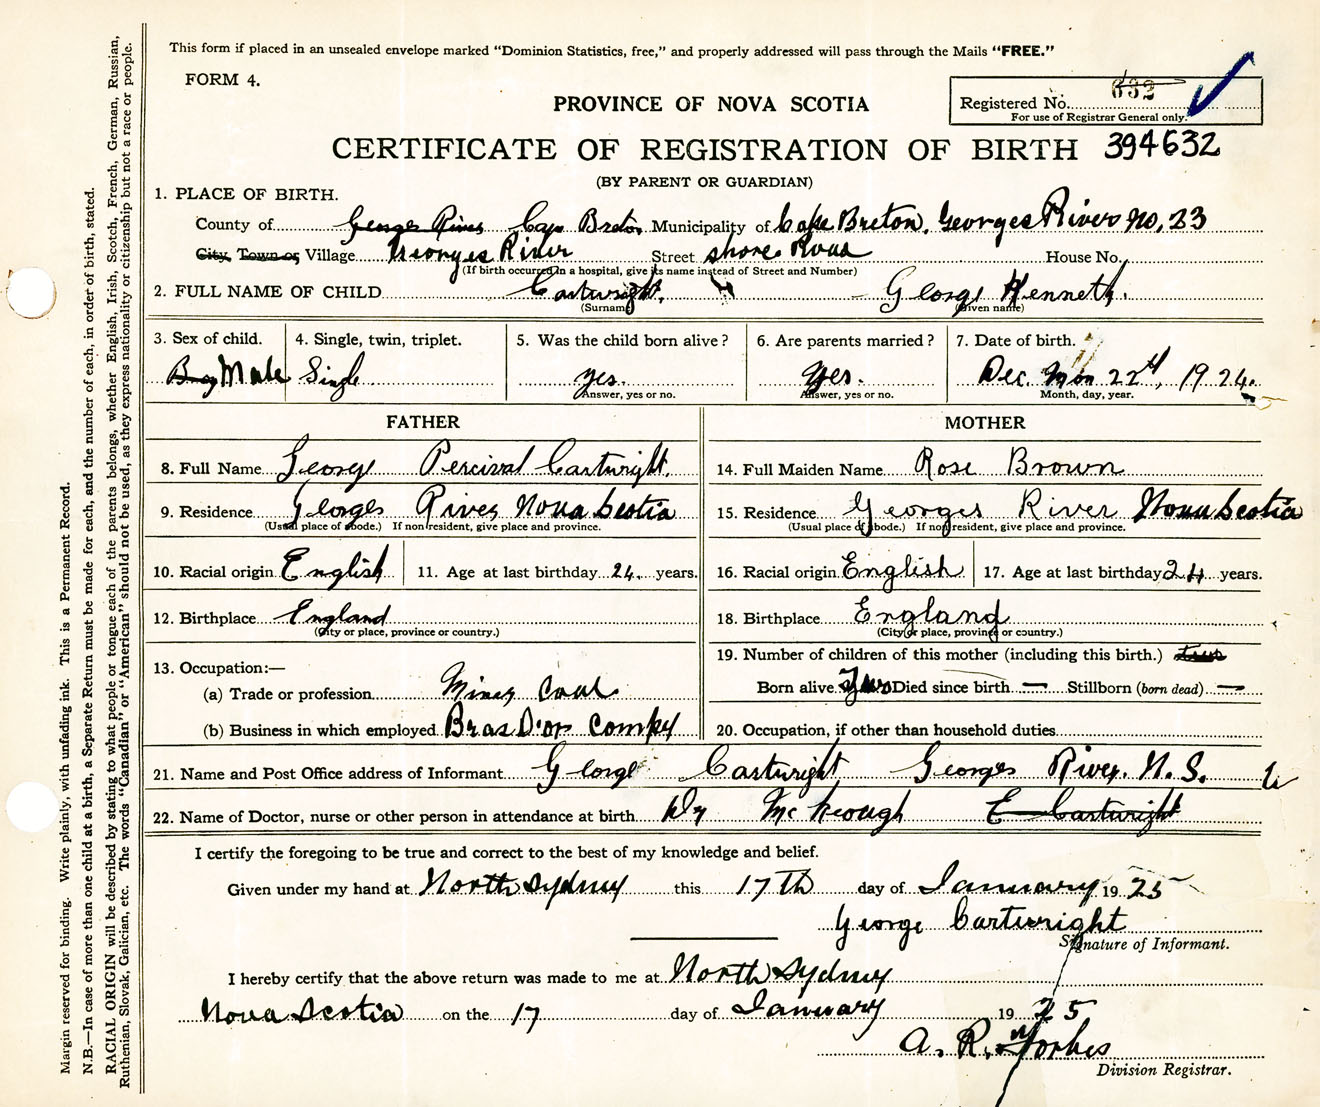 This form if placed in an unsealed envelope marked "Dominion Statistics, free," and properly addressed will pass through the Mails "FREE."
FORM 4.
Registered No. 632
For use of Registrar General only.
PROVINCE OF NOVA SCOTIA
CERTIFICATE OF REGISTRATION OF BIRTH 394632
(BY PARENT OR GUARDIAN)
1. PLACE OF BIRTH.
County of Georges River Cap Breton Municipality of Cape Breton. Georges River No. 23
City, Town or Village Georges River Street shore Road House No.
(If birth occurred in a hospital, give its name instead of Street and Number)
2. FULL NAME OF CHILD Cartwright. George Kenneth.
(Surname) (Given name)
3. Sex of child. 4. Single, twin, triplet. 5. Was the child born alive? 6. Are parents married? 7. Date of birth.
Boy Male Single yes. Yes. Dec. Mon 22nd, 1924.
Answer, yes or no. Answer, yes or no. Month, day, year.
FATHER MOTHER
8. Full Name George Percival Cartwright. 14. Full Maiden Name Rose Brown
9. Residence Georges River Nova Scotia 15. Residence Georges River Nova Scotia
(Usual place of abode.) If non resident, give place and province. (Usual place of abode.) If non resident, give place and province.
10. Racial origin English 11. Age at last birthday 24. years. 16. Racial origin English 17. Age at last birthday 24 years.
12. Birthplace England 18. Birthplace England
(City or place, province or country.) (City or place, province or country.)
13. Occupation:— 19. Number of children of this mother (including this birth.)
(a) Trade or profession Miner Coal Born alive Two Died since birth — Stillborn (born dead) —
(b) Business in which employed Bras D'or Compy 20. Occupation, if other than household duties
21. Name and Post Office address of Informant George Cartwright Georges River. N.S.
22. Name of Doctor, nurse or other person in attendance at birth Dr McKeough E Cartwright
I certify the foregoing to be true and correct to the best of my knowledge and belief.
Given under my hand at North Sydney this 17th day of January 1925
George Cartwright
Signature of Informant.
I hereby certify that the above return was made to me at North Sydney
Nova Scotia on the 17 day of January 1925
A. R. Forbes
Division Registrar.
Margin reserved for binding. Write plainly, with unfading ink. This is a Permanent Record.
N.B.—In case of more than one child at a birth, a Separate Return must be made for each, and the number of each, in order of birth, stated.
RACIAL ORIGIN will be described by stating to what people or tongue each of the parents belongs, whether English, Irish, Scotch, French, German, Russian,
Ruthenian, Slovak, Galician, etc. The words "Canadian" or "American" should not be used, as they express nationality or citizenship but not a race or people.